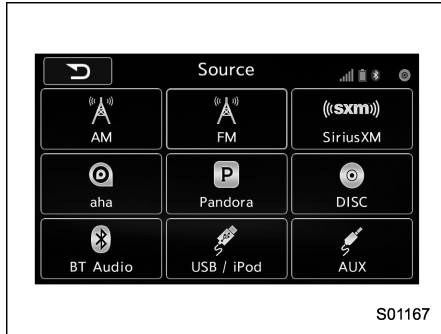 Source
AM
FM
((sxm))
SiriusXM
aha
P
Pandora
DISC
BT Audio
USB / iPod
AUX
S01167